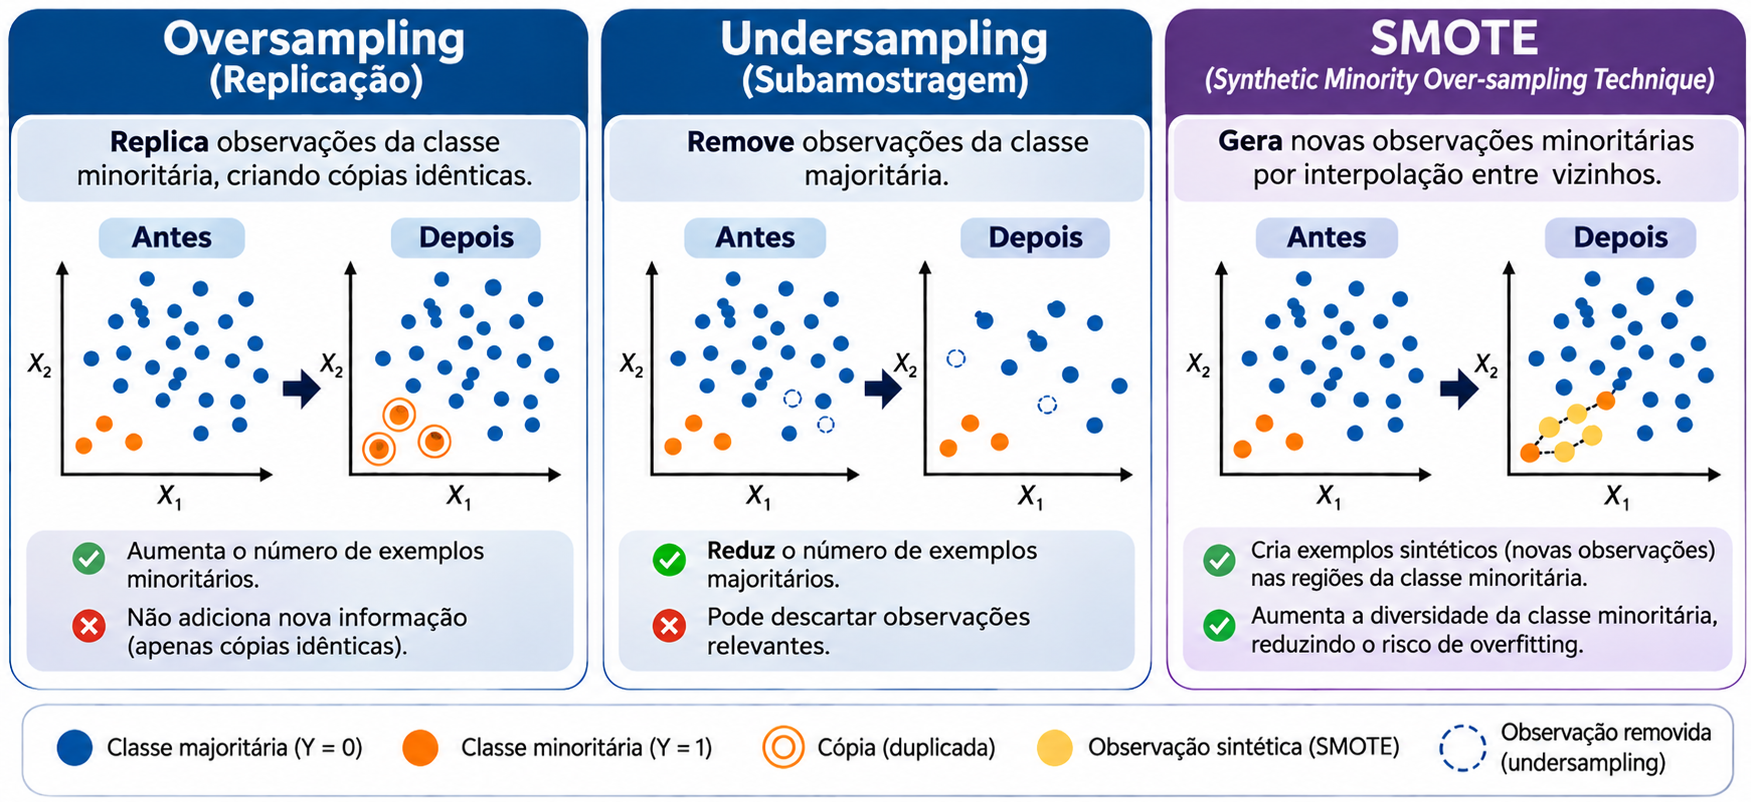 Oversampling
(Replicação)
Replica observações da classe
minoritária, criando cópias idênticas.
Antes
Depois
X2
X1
X2
X1
Aumenta o número de exemplos
minoritários.
Não adiciona nova informação
(apenas cópias idênticas).
Undersampling
(Subamostragem)
Remove observações da classe
majoritária.
Antes
Depois
X2
X1
X2
X1
Reduz o número de exemplos
majoritários.
Pode descartar observações
relevantes.
SMOTE
(Synthetic Minority Over-sampling Technique)
Gera novas observações minoritárias
por interpolação entre vizinhos.
Antes
Depois
X2
X1
X2
X1
Cria exemplos sintéticos (novas observações)
nas regiões da classe minoritária.
Aumenta a diversidade da classe minoritária,
reduzindo o risco de overfitting.
Classe majoritária (Y = 0)
Classe minoritária (Y = 1)
Cópia (duplicada)
Observação sintética (SMOTE)
Observação removida
(undersampling)